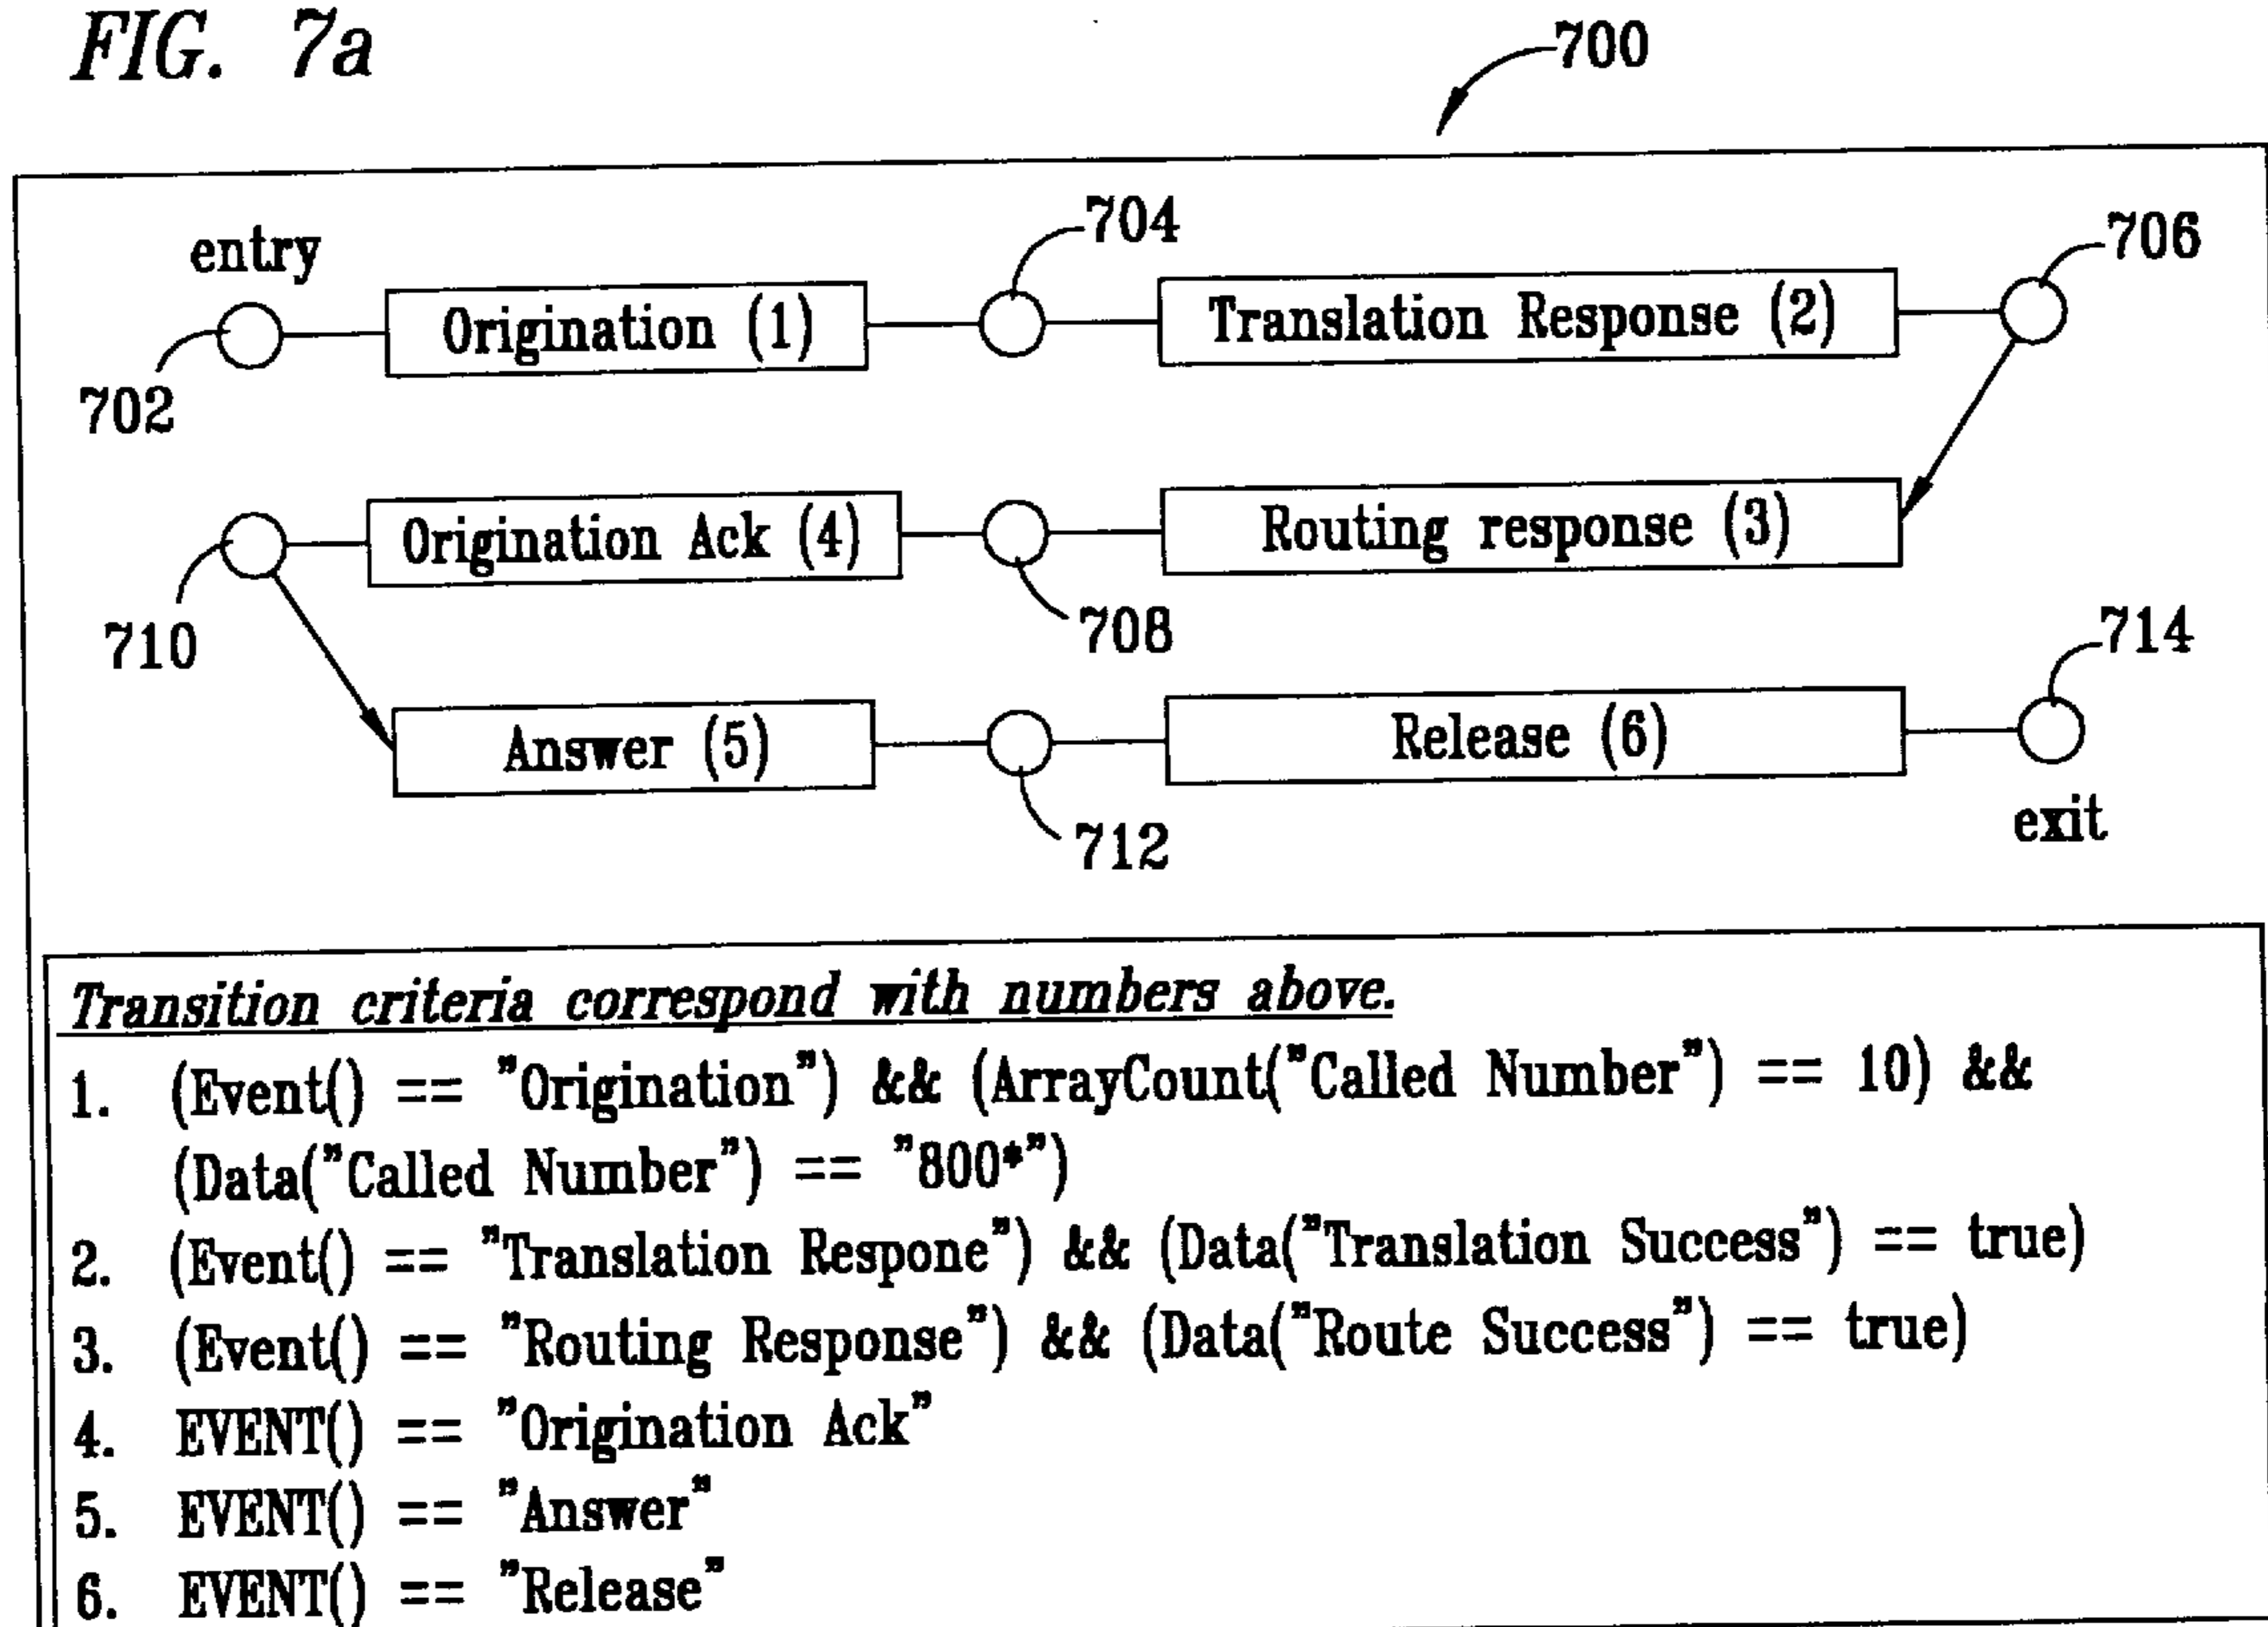 FIG. 7a
700
entry
704
706
Origination (1)
Translation Response (2)
702
Origination Ack (4)
Routing response (3)
710
708
714
Answer (5)
Release (6)
712
exit
Transition criteria correspond with numbers above.
1. (Event() == "Origination") && (ArrayCount("Called Number") == 10) &&
(Data("Called Number") == "800*")
2. (Event() == "Translation Respone") && (Data("Translation Success") == true)
3. (Event() == "Routing Response") && (Data("Route Success") == true)
4. EVENT() == "Origination Ack"
5. EVENT() == "Answer"
6. EVENT() == "Release"